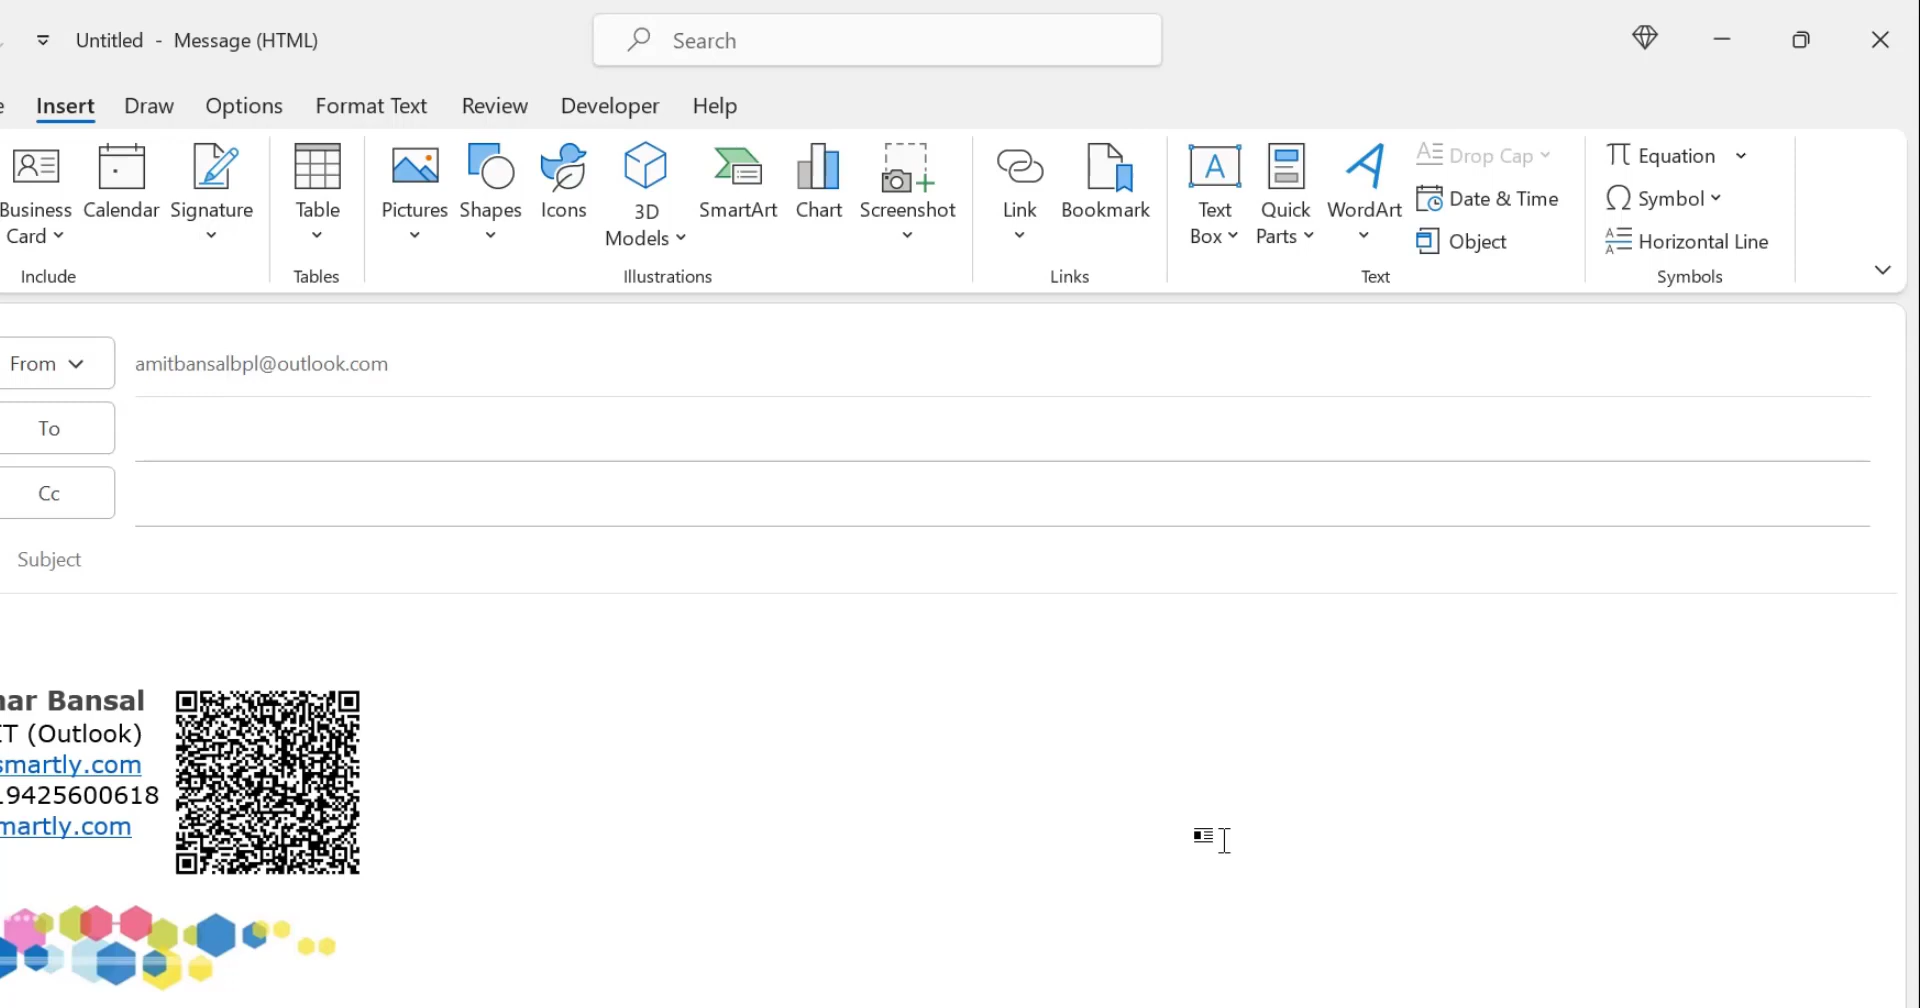 Untitled - Message (HTML)
Search
Insert Draw Options Format Text Review Developer Help
Business Card
Calendar
Signature
Include
Table
Tables
Pictures
Shapes
Icons
3D Models
SmartArt
Chart
Screenshot
Illustrations
Link
Bookmark
Links
Text Box
Quick Parts
WordArt
Drop Cap
Date & Time
Object
Text
Equation
Symbol
Horizontal Line
Symbols
From
amitbansalbpl@outlook.com
To
Cc
Subject
Bansal
(Outlook)
smartly.com
19425600618
martly.com